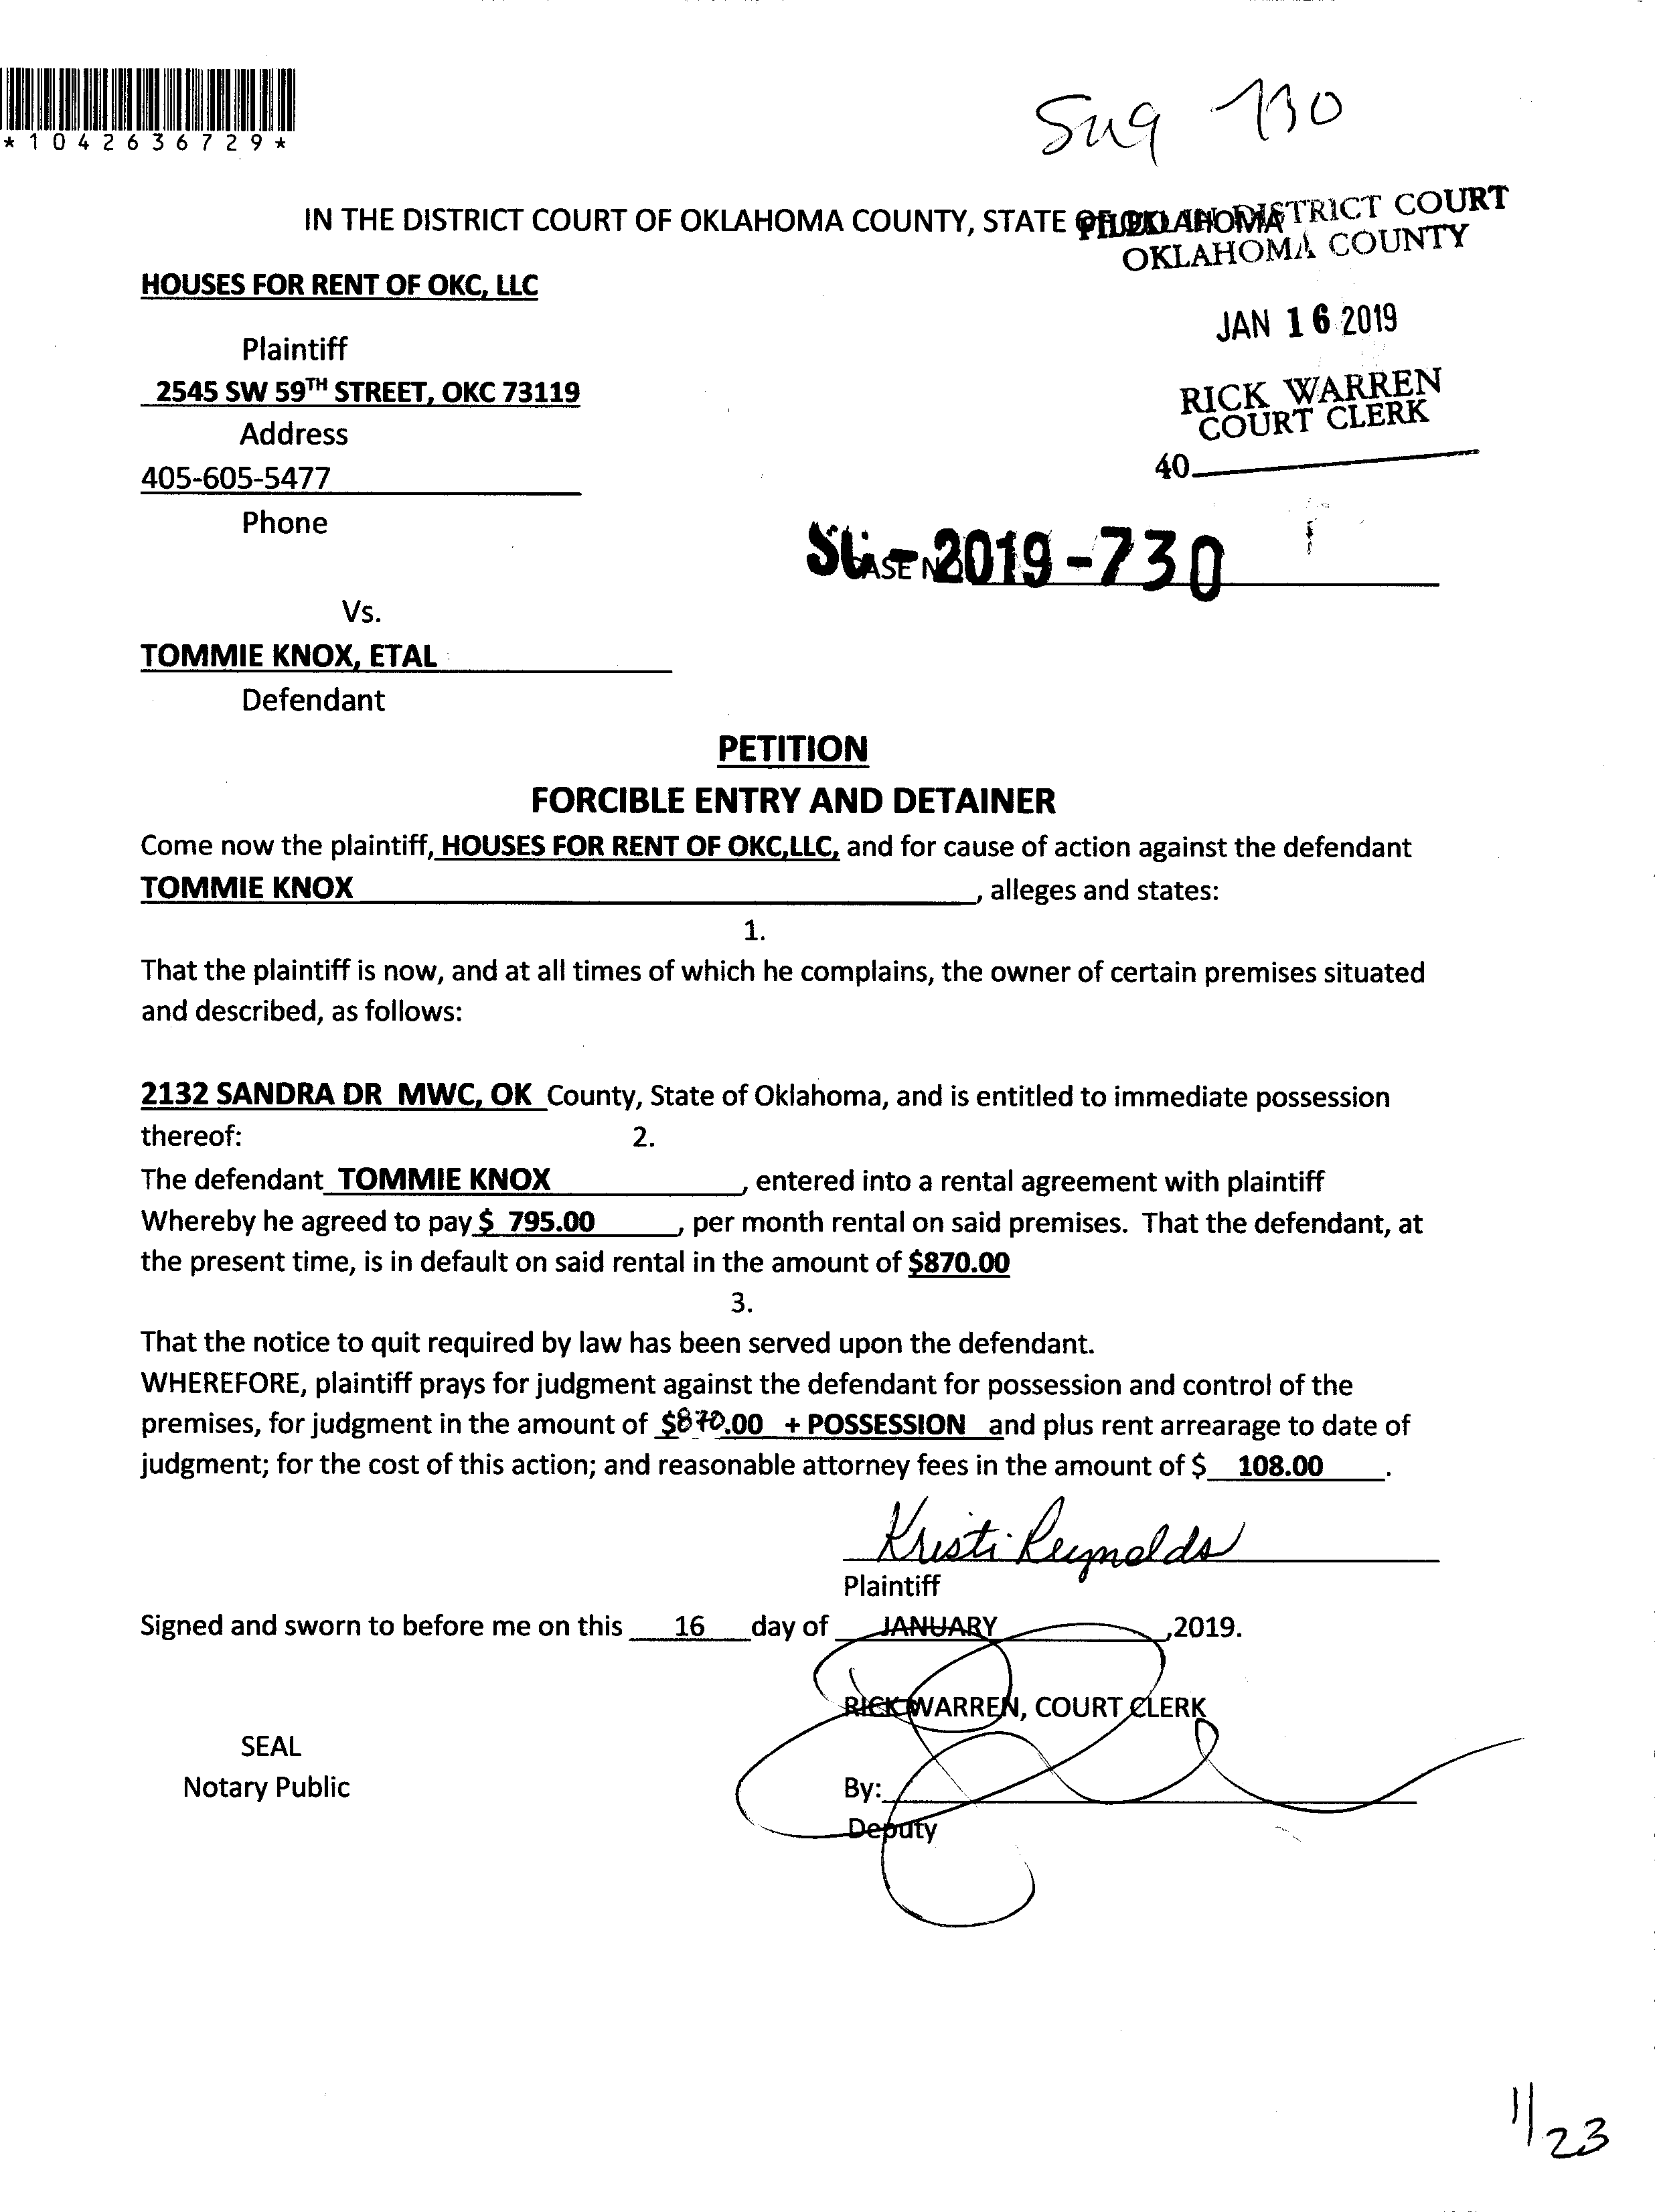 *1042636729*
IN THE DISTRICT COURT OF OKLAHOMA COUNTY, STATE OF OKLAHOMA
FILED IN DISTRICT COURT
OKLAHOMA COUNTY
HOUSES FOR RENT OF OKC, LLC
JAN 16 2019
Plaintiff
2545 SW 59TH STREET, OKC 73119
RICK WARREN
COURT CLERK
Address
40
405-605-5477
Phone
CASE NO
SC-2019-730
Vs.
TOMMIE KNOX, ETAL
Defendant
PETITION
FORCIBLE ENTRY AND DETAINER
Come now the plaintiff, HOUSES FOR RENT OF OKC,LLC, and for cause of action against the defendant
TOMMIE KNOX, alleges and states:
1.
That the plaintiff is now, and at all times of which he complains, the owner of certain premises situated
and described, as follows:
2132 SANDRA DR MWC, OK County, State of Oklahoma, and is entitled to immediate possession
thereof: 2.
The defendant TOMMIE KNOX, entered into a rental agreement with plaintiff
Whereby he agreed to pay $ 795.00, per month rental on said premises. That the defendant, at
the present time, is in default on said rental in the amount of $870.00
3.
That the notice to quit required by law has been served upon the defendant.
WHEREFORE, plaintiff prays for judgment against the defendant for possession and control of the
premises, for judgment in the amount of $870.00 + POSSESSION and plus rent arrearage to date of
judgment; for the cost of this action; and reasonable attorney fees in the amount of $ 108.00.
Kristi Reynolds
Plaintiff
Signed and sworn to before me on this 16 day of JANUARY,2019.
RICK WARREN, COURT CLERK
SEAL
Notary Public
By:
Deputy
1/23